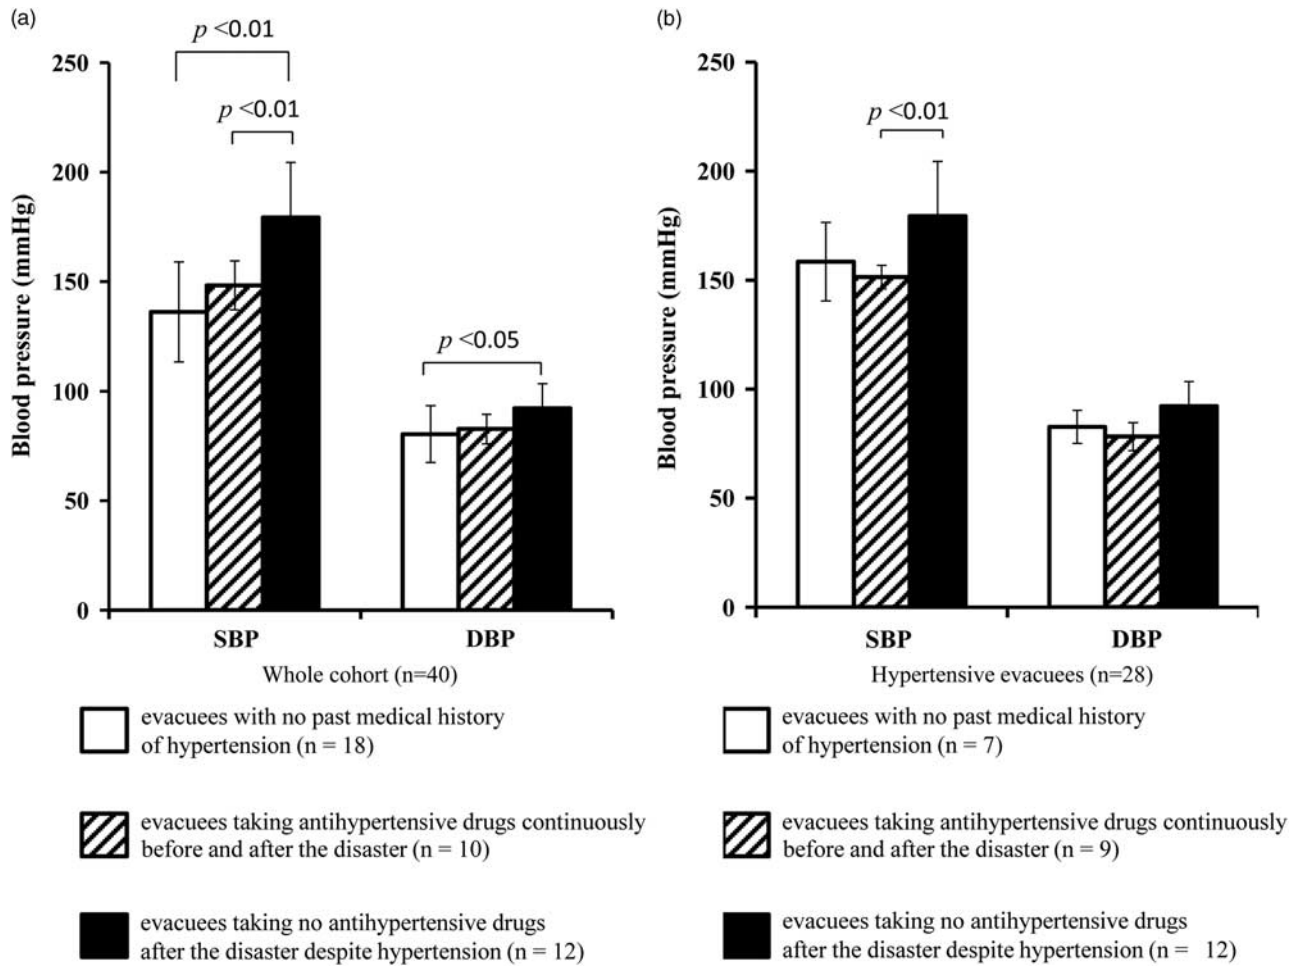 (a)
p <0.01
p <0.01
p <0.05
250
200
150
100
50
0
Blood pressure (mmHg)
SBP
DBP
Whole cohort (n=40)
evacuees with no past medical history
of hypertension (n = 18)
evacuees taking antihypertensive drugs continuously
before and after the disaster (n = 10)
evacuees taking no antihypertensive drugs
after the disaster despite hypertension (n = 12)
(b)
p <0.01
250
200
150
100
50
0
Blood pressure (mmHg)
SBP
DBP
Hypertensive evacuees (n=28)
evacuees with no past medical history
of hypertension (n = 7)
evacuees taking antihypertensive drugs continuously
before and after the disaster (n = 9)
evacuees taking no antihypertensive drugs
after the disaster despite hypertension (n = 12)